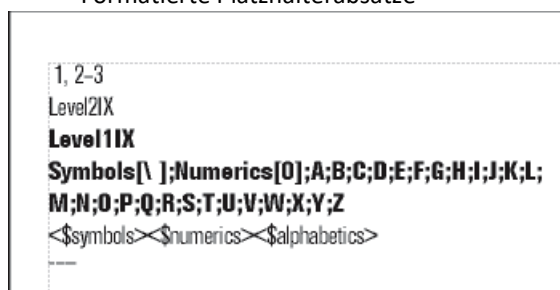 Formatierte Platzhalterabsätze
1, 2–3
Level2IX
Level1IX
Symbols[\ ];Numerics[0];A;B;C;D;E;F;G;H;I;J;K;L;
M;N;O;P;Q;R;S;T;U;V;W;X;Y;Z
<$symbols><$numerics><$alphabetics>
---